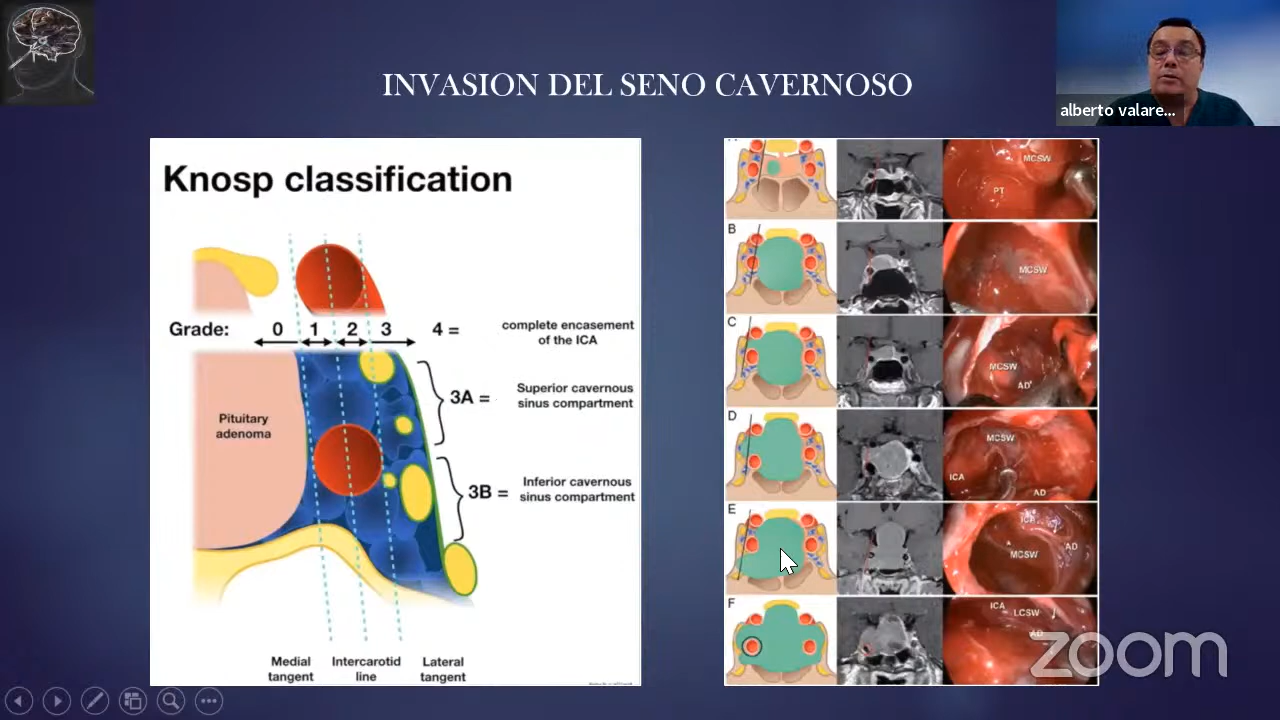 INVASION DEL SENO CAVERNOSO
alberto valare...
Knosp classification
Grade: 0 1 2 3 4 =
complete encasement
of the ICA
Pituitary
adenoma
3A =
Superior cavernous
sinus compartment
3B =
Inferior cavernous
sinus compartment
Medial
tangent
Intercarotid
line
Lateral
tangent
MCSW
PT
B
MCSW
C
MCSW
AD
D
MCSW
ICA
AD
E
ICA
AD
MCSW
F
ICA
LCSW
AD
zoom